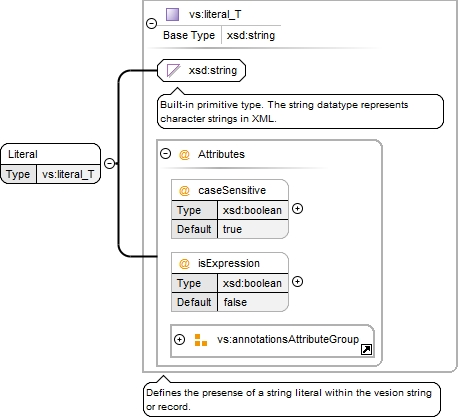 vs:literal_T
Base Type xsd:string
xsd:string
Built-in primitive type. The string datatype represents
character strings in XML.
Literal
Type vs:literal_T
@ Attributes
@ caseSensitive
Type xsd:boolean
Default true
@ isExpression
Type xsd:boolean
Default false
vs:annotationsAttributeGroup
Defines the presense of a string literal within the vesion string
or record.